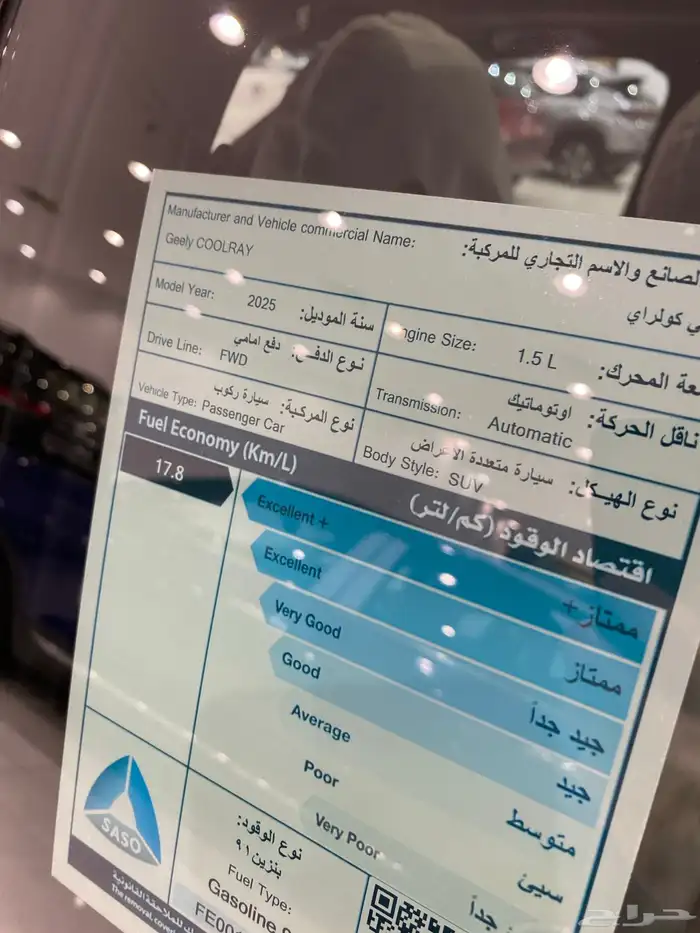 Manufacturer and Vehicle commercial Name:
لصانع والاسم التجاري للمركبة:
Geely COOLRAY
كولراي
Model Year: 2025 سنة الموديل:
Engine Size: 1.5 L المحرك:
Drive Line: FWD دفع امامي نوع الدفع:
Transmission: Automatic اوتوماتيك ناقل الحركة:
Vehicle Type: Passenger Car سيارة ركوب نوع المركبة:
Body Style: SUV سيارة متعددة الاغراض نوع الهيكل:
Fuel Economy (Km/L) اقتصاد الوقود (كم/لتر)
17.8
Excellent + ممتاز+
Excellent ممتاز
Very Good جيد جداً
Good جيد
Average متوسط
Poor سيئ
Very Poor جداً
SASO
نوع الوقود:
بنزين ٩١
Fuel Type:
Gasoline
حراج